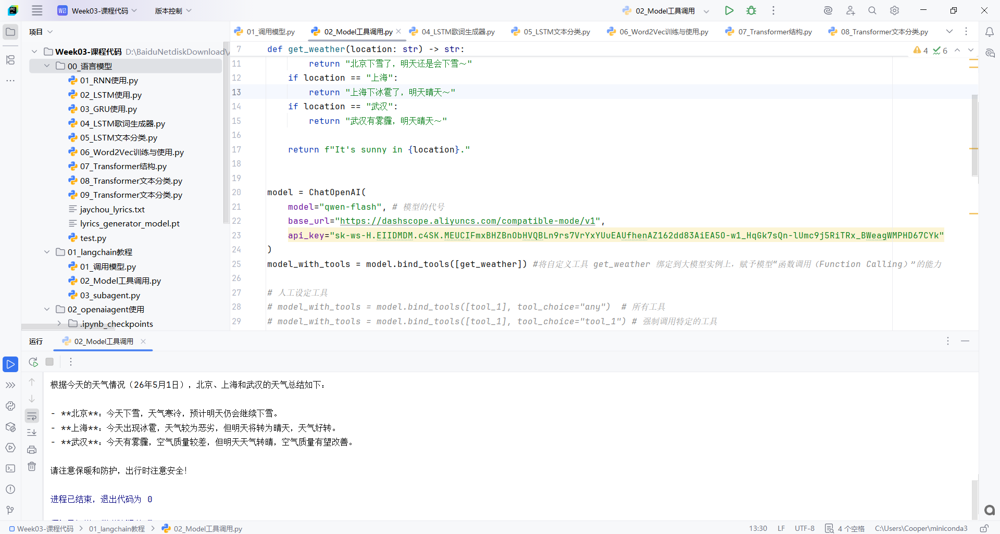 Week03-课程代码
版本控制
02_Model工具调用
项目
01_调用模型.py
02_Model工具调用.py
04_LSTM歌词生成器.py
05_LSTM文本分类.py
06_Word2Vec训练与使用.py
07_Transformer结构.py
08_Transformer文本分类.py
Week03-课程代码 D:\BaiduNetdiskDownload\
00_语言模型
01_RNN使用.py
02_LSTM使用.py
03_GRU使用.py
04_LSTM歌词生成器.py
05_LSTM文本分类.py
06_Word2Vec训练与使用.py
07_Transformer结构.py
08_Transformer文本分类.py
09_Transformer文本分类.py
jaychou_lyrics.txt
lyrics_generator_model.pt
test.py
01_langchain教程
01_调用模型.py
02_Model工具调用.py
03_subagent.py
02_openaiagent使用
.ipynb_checkpoints
4 6
7 def get_weather(location: str) -> str:
11 return "北京下雪了，明天还是会下雪～"
12 if location == "上海":
13 return "上海下冰雹了，明天晴天～"
14 if location == "武汉":
15 return "武汉有雾霾，明天晴天～"
16
17 return f"It's sunny in {location}."
18
19
20 model = ChatOpenAI(
21 model="qwen-flash", # 模型的代号
22 base_url="https://dashscope.aliyuncs.com/compatible-mode/v1",
23 api_key="sk-ws-H.EIIDMDM.c4SK.MEUCIFmxBHZBnObHVQBLn9rs7VrYxYUuEAUfhenAZ162dd83AiEA5O-w1_HqGk7sQn-lUmc9j5RiTRx_BWeagWMPHD67CYk"
24 )
25 model_with_tools = model.bind_tools([get_weather]) #将自定义工具 get_weather 绑定到大模型实例上，赋予模型“函数调用（Function Calling）”的能力
26
27 # 人工设定工具
28 # model_with_tools = model.bind_tools([tool_1], tool_choice="any")  # 所有工具
29 # model_with_tools = model.bind_tools([tool_1], tool_choice="tool_1") # 强制调用特定的工具
运行
02_Model工具调用
根据今天的天气情况（26年5月1日），北京、上海和武汉的天气总结如下：
- **北京**：今天下雪，天气寒冷，预计明天仍会继续下雪。
- **上海**：今天出现冰雹，天气较为恶劣，但明天将转为晴天，天气好转。
- **武汉**：今天有雾霾，空气质量较差，但明天天气转晴，空气质量有望改善。
请注意保暖和防护，出行时注意安全！
进程已结束，退出代码为 0
Week03-课程代码 > 01_langchain教程 > 02_Model工具调用.py
13:30 LF UTF-8 4 个空格 C:\Users\Cooper\miniconda3